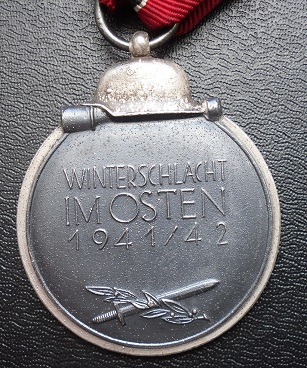 WINTERSCHLACHT
IM OSTEN
1941/42